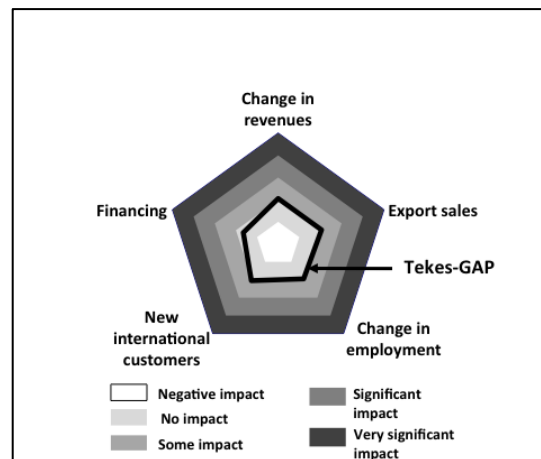 Change in
revenues
Financing
Export sales
Tekes-GAP
New
international
customers
Change in
employment
Negative impact
No impact
Some impact
Significant
impact
Very significant
impact